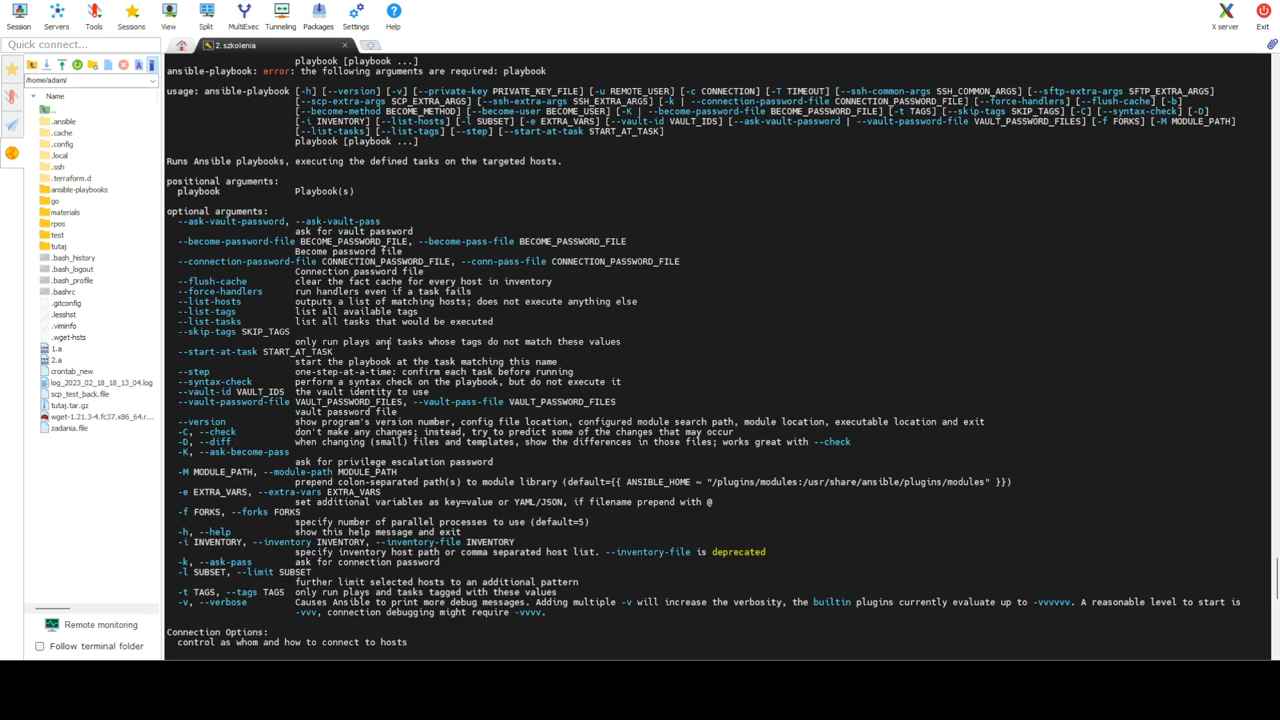 Session
Servers
Tools
Sessions
View
Split
MultiExec
Tunneling
Packages
Settings
Help
X server
Exit
Quick connect...
2. szkolenia
/home/adam/
Name
..
.ansible
.cache
.config
.local
.ssh
.terraform.d
ansible-playbooks
go
materials
rpos
test
tutaj
.bash_history
.bash_logout
.bash_profile
.bashrc
.gitconfig
.lesshst
.viminfo
.wget-hsts
1.a
2.a
crontab_new
log_2023_02_18_18_13_04.log
scp_test_back.file
tutaj.tar.gz
wget-1.21.3-4.fc37.x86_64.r...
zadania.file
Remote monitoring
Follow terminal folder
playbook [playbook ...]
ansible-playbook: error: the following arguments are required: playbook
usage: ansible-playbook [-h] [--version] [-v] [--private-key PRIVATE_KEY_FILE] [-u REMOTE_USER] [-c CONNECTION] [-T TIMEOUT] [--ssh-common-args SSH_COMMON_ARGS] [--sftp-extra-args SFTP_EXTRA_ARGS]
[--scp-extra-args SCP_EXTRA_ARGS] [--ssh-extra-args SSH_EXTRA_ARGS] [-k | --connection-password-file CONNECTION_PASSWORD_FILE] [--force-handlers] [--flush-cache] [-b]
[--become-method BECOME_METHOD] [--become-user BECOME_USER] [-K | --become-password-file BECOME_PASSWORD_FILE] [-t TAGS] [--skip-tags SKIP_TAGS] [-C] [--syntax-check] [-D]
[-i INVENTORY] [--list-hosts] [-l SUBSET] [-e EXTRA_VARS] [--vault-id VAULT_IDS] [--ask-vault-password | --vault-password-file VAULT_PASSWORD_FILES] [-f FORKS] [-M MODULE_PATH]
[--list-tasks] [--list-tags] [--step] [--start-at-task START_AT_TASK]
playbook [playbook ...]
Runs Ansible playbooks, executing the defined tasks on the targeted hosts.
positional arguments:
playbook Playbook(s)
optional arguments:
--ask-vault-password, --ask-vault-pass
ask for vault password
--become-password-file BECOME_PASSWORD_FILE, --become-pass-file BECOME_PASSWORD_FILE
Become password file
--connection-password-file CONNECTION_PASSWORD_FILE, --conn-pass-file CONNECTION_PASSWORD_FILE
Connection password file
--flush-cache clear the fact cache for every host in inventory
--force-handlers run handlers even if a task fails
--list-hosts outputs a list of matching hosts; does not execute anything else
--list-tags list all available tags
--list-tasks list all tasks that would be executed
--skip-tags SKIP_TAGS
only run plays and tasks whose tags do not match these values
--start-at-task START_AT_TASK
start the playbook at the task matching this name
--step one-step-at-a-time: confirm each task before running
--syntax-check perform a syntax check on the playbook, but do not execute it
--vault-id VAULT_IDS the vault identity to use
--vault-password-file VAULT_PASSWORD_FILES, --vault-pass-file VAULT_PASSWORD_FILES
vault password file
--version show program's version number, config file location, configured module search path, module location, executable location and exit
-C, --check don't make any changes; instead, try to predict some of the changes that may occur
-D, --diff when changing (small) files and templates, show the differences in those files; works great with --check
-K, --ask-become-pass
ask for privilege escalation password
-M MODULE_PATH, --module-path MODULE_PATH
prepend colon-separated path(s) to module library (default={{ ANSIBLE_HOME ~ "/plugins/modules:/usr/share/ansible/plugins/modules" }})
-e EXTRA_VARS, --extra-vars EXTRA_VARS
set additional variables as key=value or YAML/JSON, if filename prepend with @
-f FORKS, --forks FORKS
specify number of parallel processes to use (default=5)
-h, --help show this help message and exit
-i INVENTORY, --inventory INVENTORY, --inventory-file INVENTORY
specify inventory host path or comma separated host list. --inventory-file is deprecated
-k, --ask-pass ask for connection password
-l SUBSET, --limit SUBSET
further limit selected hosts to an additional pattern
-t TAGS, --tags TAGS only run plays and tasks tagged with these values
-v, --verbose Causes Ansible to print more debug messages. Adding multiple -v will increase the verbosity, the builtin plugins currently evaluate up to -vvvvvv. A reasonable level to start is
-vvv, connection debugging might require -vvvv.
Connection Options:
control as whom and how to connect to hosts